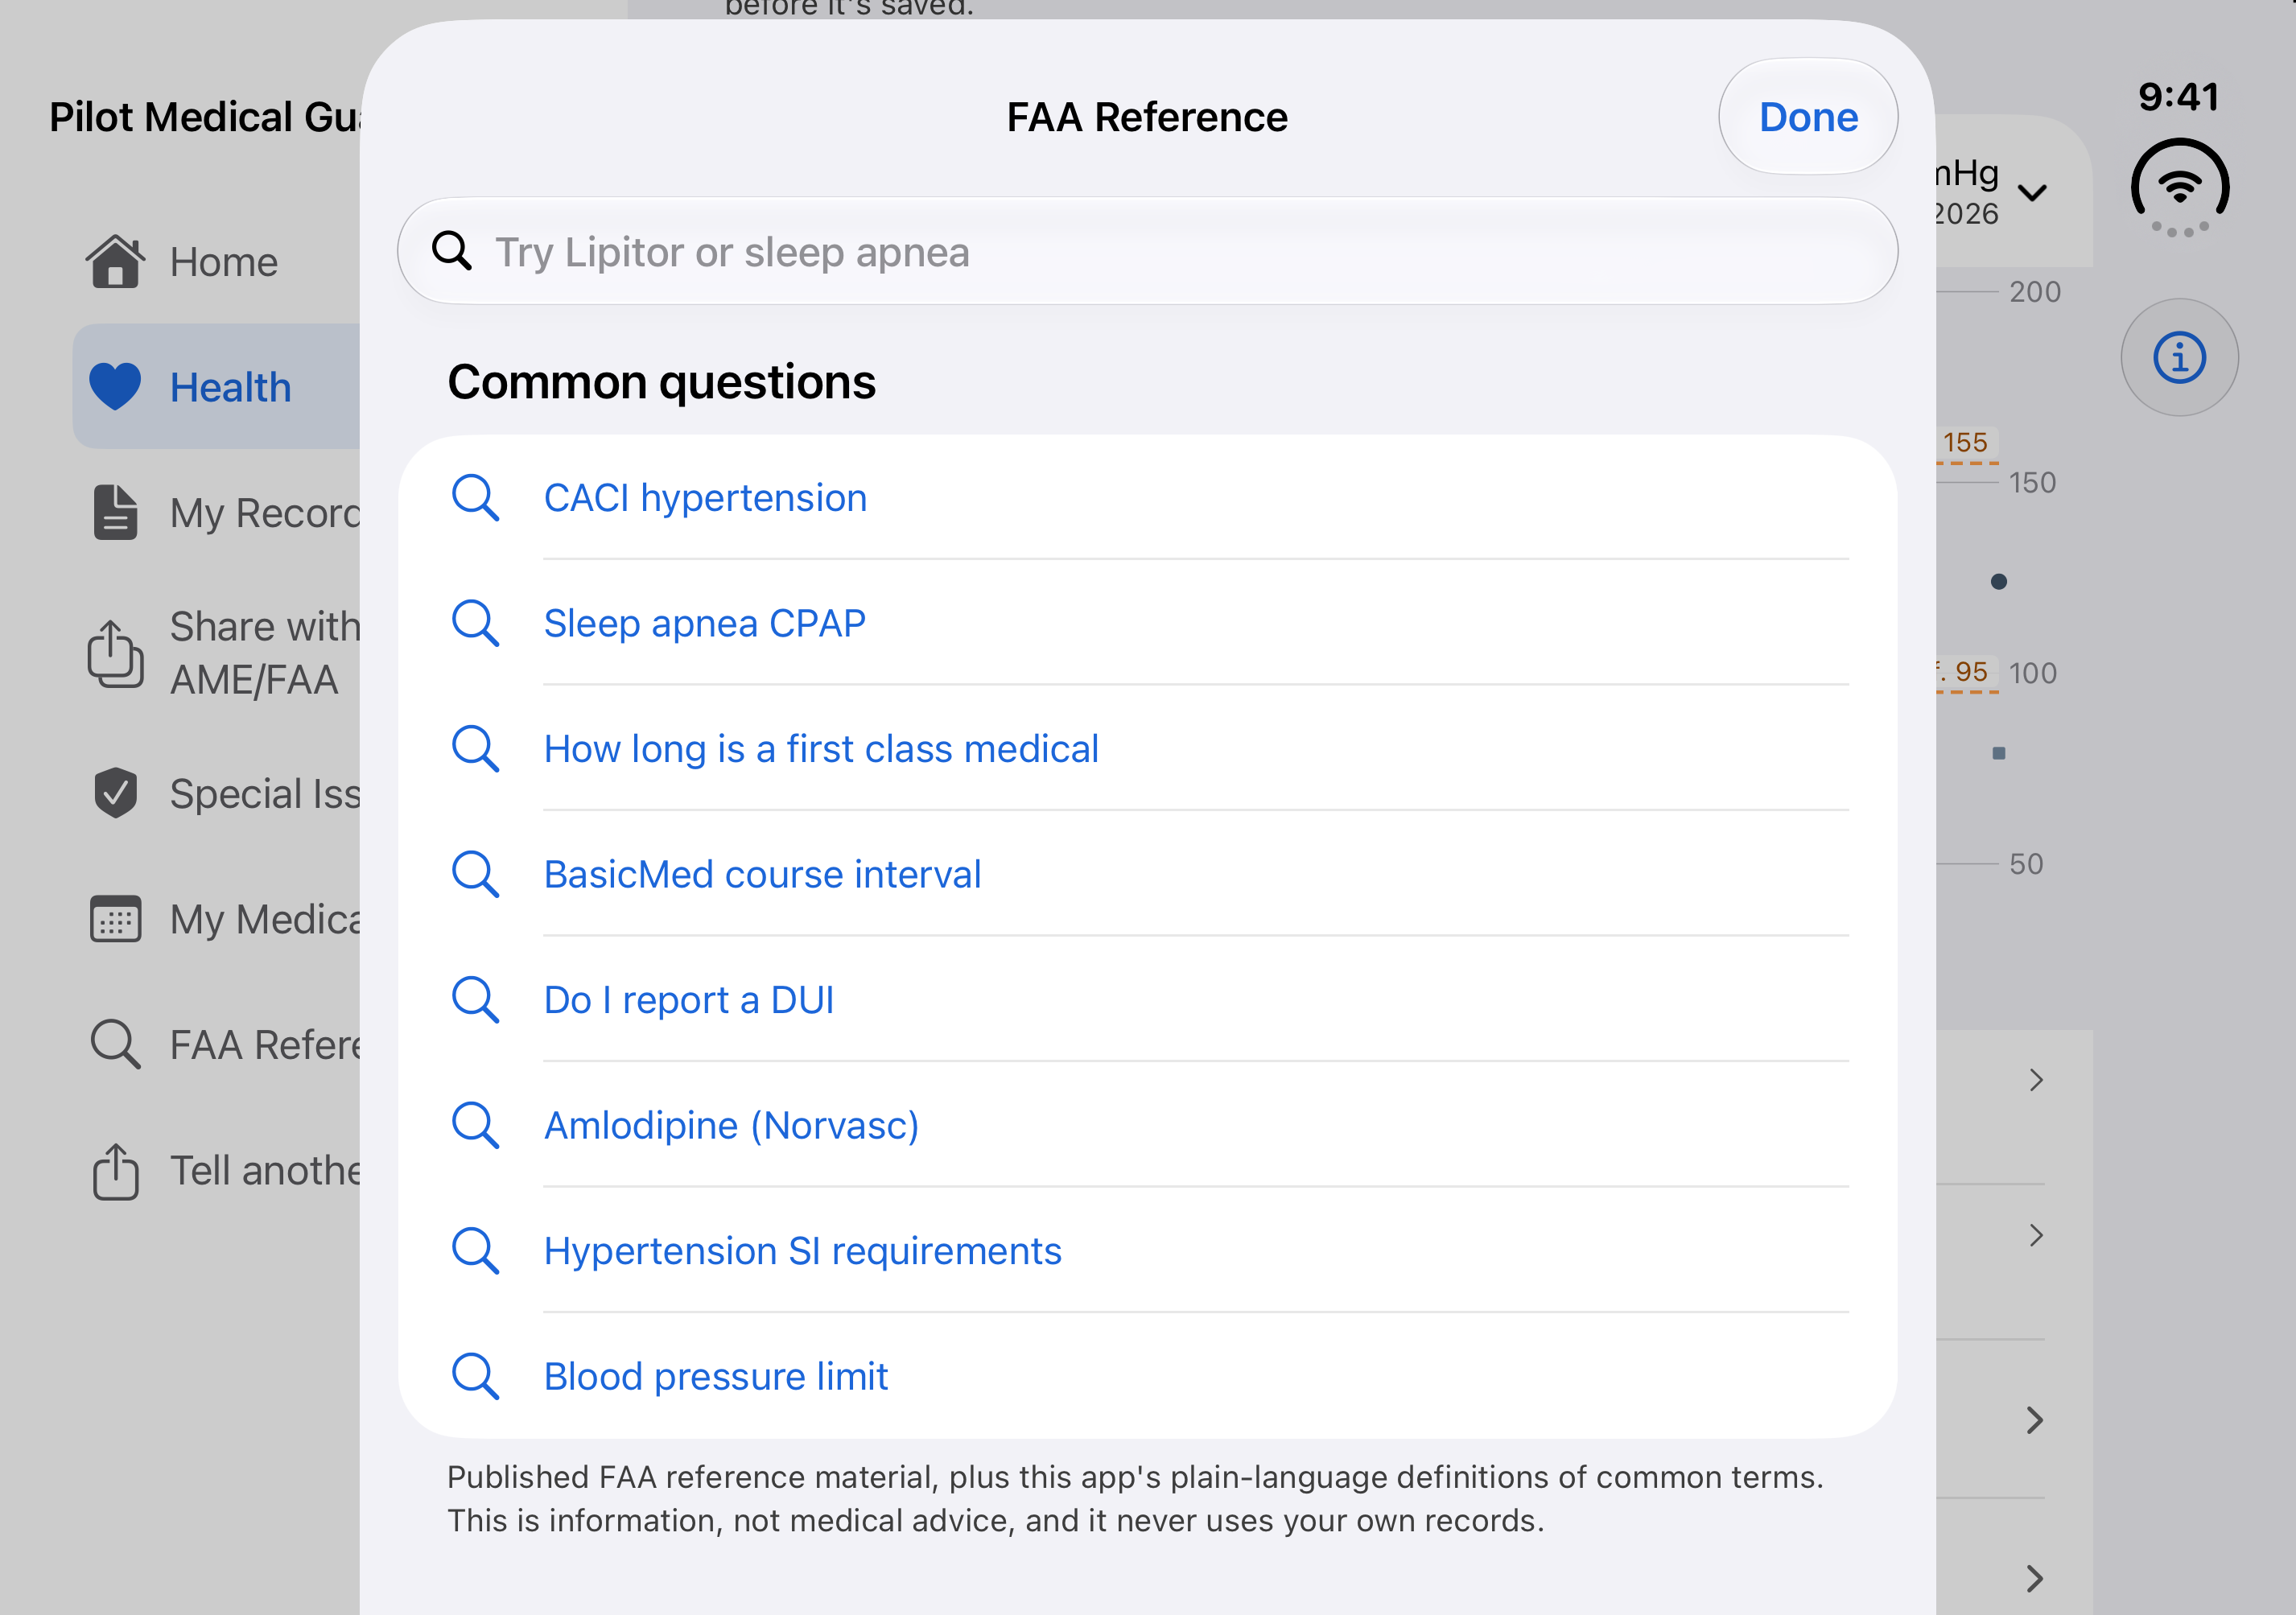 before it's saved.
Pilot Medical Gu
FAA Reference
Done
9:41
Try Lipitor or sleep apnea
Home
Health
My Record
Share with
AME/FAA
Special Iss
My Medica
FAA Refere
Tell anothe
Common questions
CACI hypertension
Sleep apnea CPAP
How long is a first class medical
BasicMed course interval
Do I report a DUI
Amlodipine (Norvasc)
Hypertension SI requirements
Blood pressure limit
Published FAA reference material, plus this app's plain-language definitions of common terms.
This is information, not medical advice, and it never uses your own records.
mHg
2026
200
155
150
f. 95
100
50